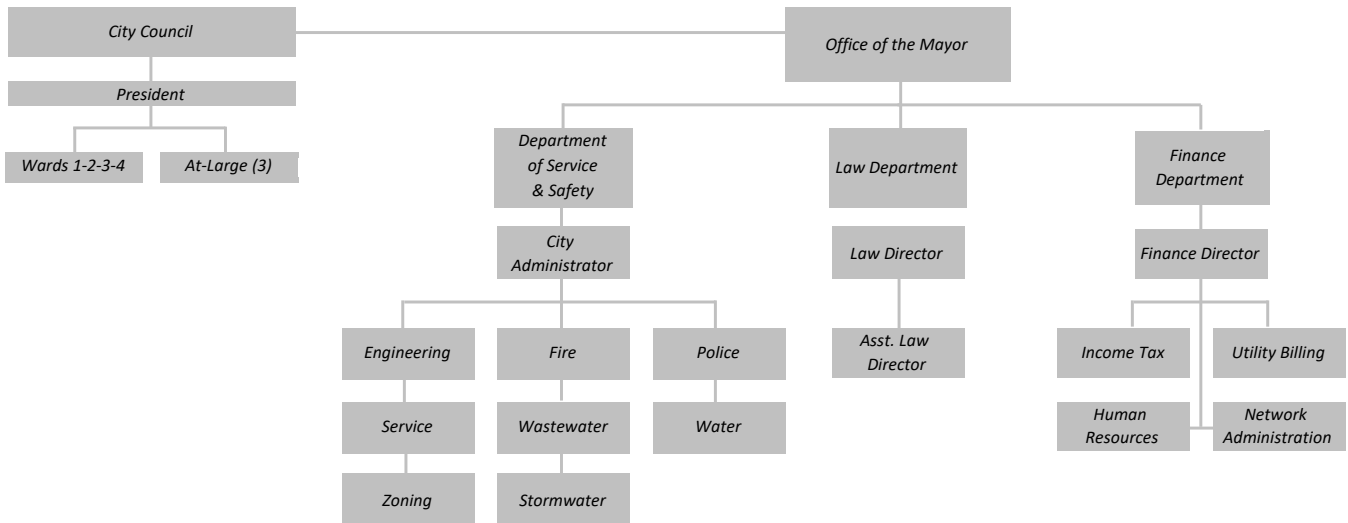 City Council
Office of the Mayor
President
Wards 1-2-3-4
At-Large (3)
Department
of Service
& Safety
Law Department
Finance
Department
City
Administrator
Law Director
Finance Director
Engineering
Fire
Police
Asst. Law
Director
Income Tax
Utility Billing
Service
Wastewater
Water
Human
Resources
Network
Administration
Zoning
Stormwater